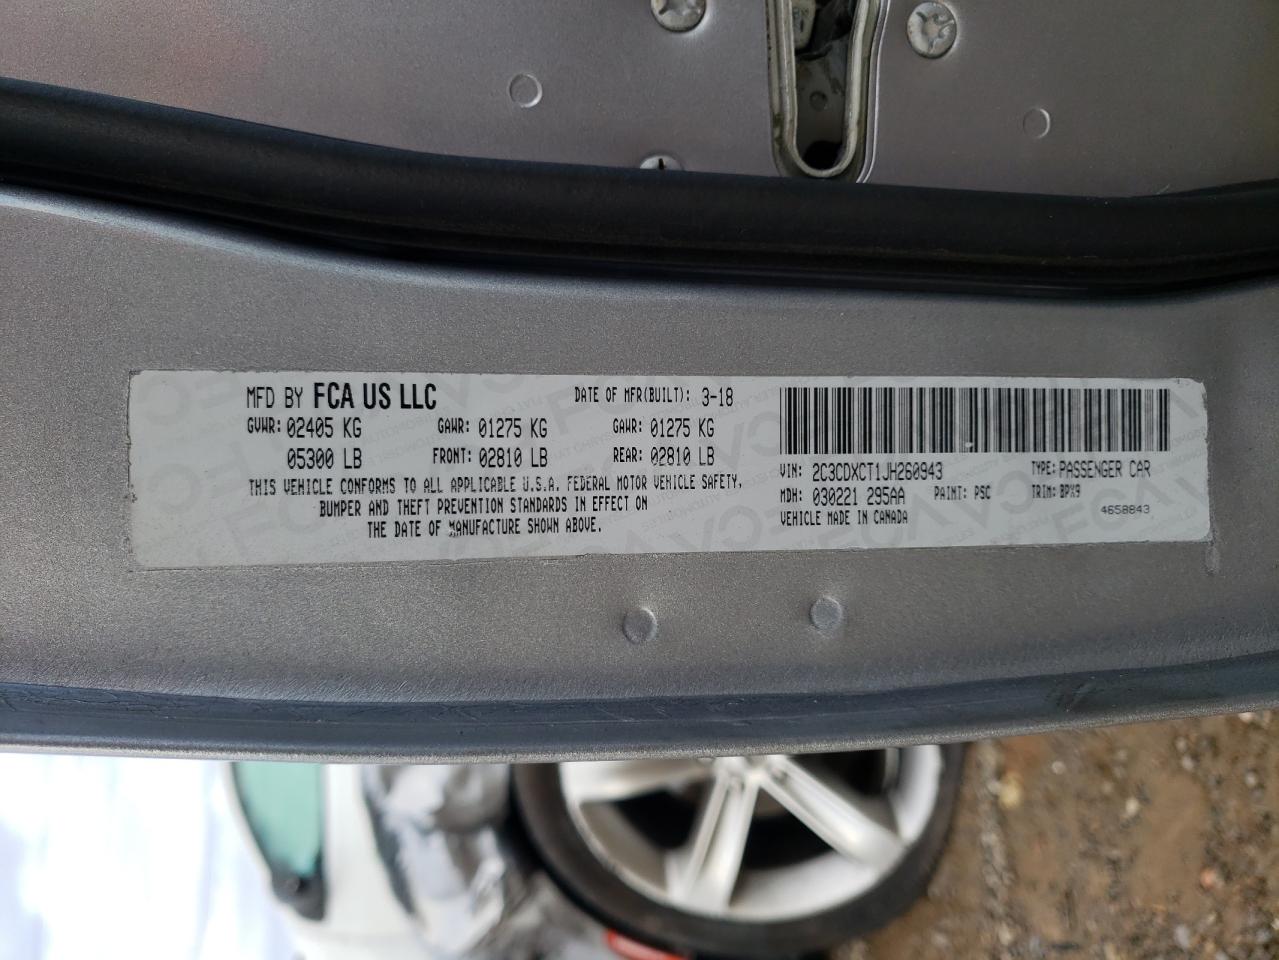 MFD BY FCA US LLC DATE OF MFR(BUILT): 3-18
GVWR: 02405 KG GAWR: 01275 KG GAWR: 01275 KG
05300 LB FRONT: 02810 LB REAR: 02810 LB
THIS VEHICLE CONFORMS TO ALL APPLICABLE U.S.A. FEDERAL MOTOR VEHICLE SAFETY,
BUMPER AND THEFT PREVENTION STANDARDS IN EFFECT ON
THE DATE OF MANUFACTURE SHOWN ABOVE.
VIN: 2C3CDXCT1JH260943 TYPE: PASSENGER CAR
MDH: 030221 295AA PAINT: PSC TRIM: BPX9
VEHICLE MADE IN CANADA 4658843